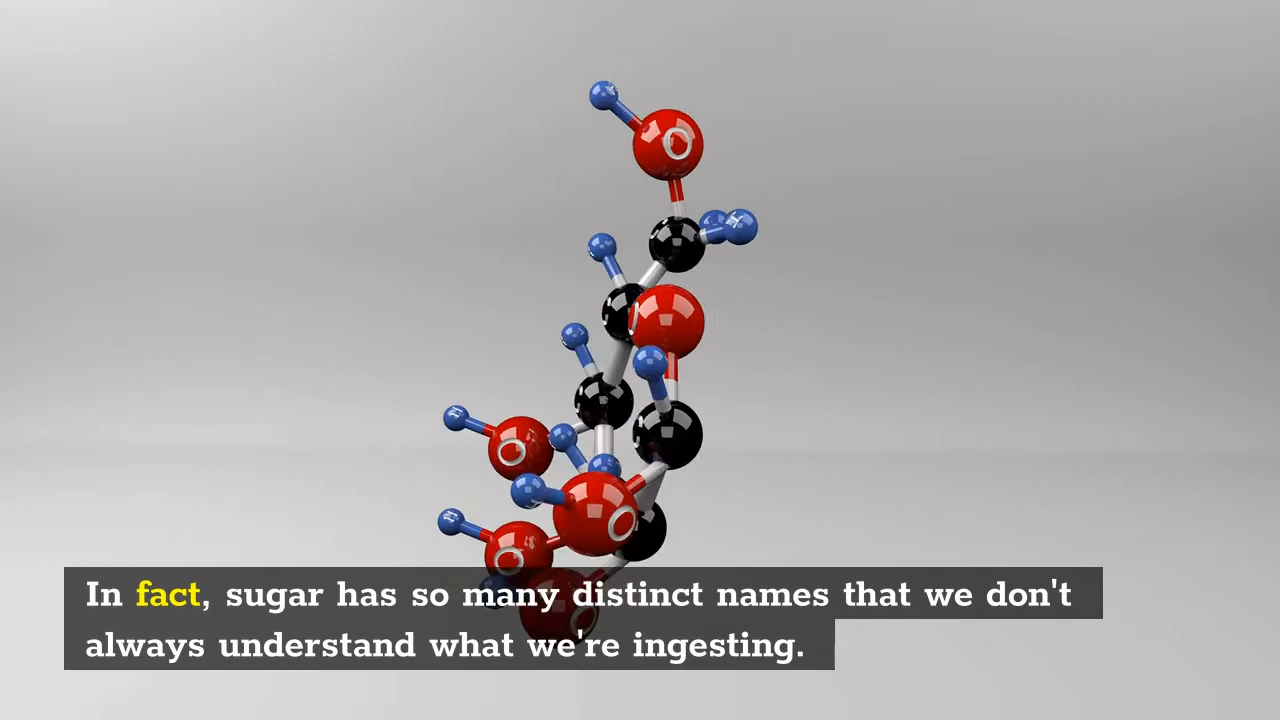 In fact, sugar has so many distinct names that we don't
always understand what we're ingesting.